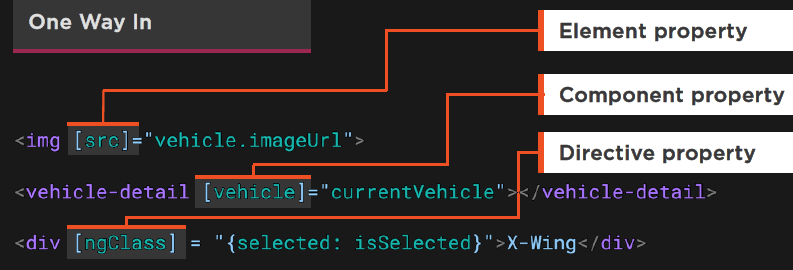 One Way In
Element property
Component property
<img [src]="vehicle.imageUrl">
Directive property
<vehicle-detail [vehicle]="currentVehicle"></vehicle-detail>
<div [ngClass] = "{selected: isSelected}">X-Wing</div>